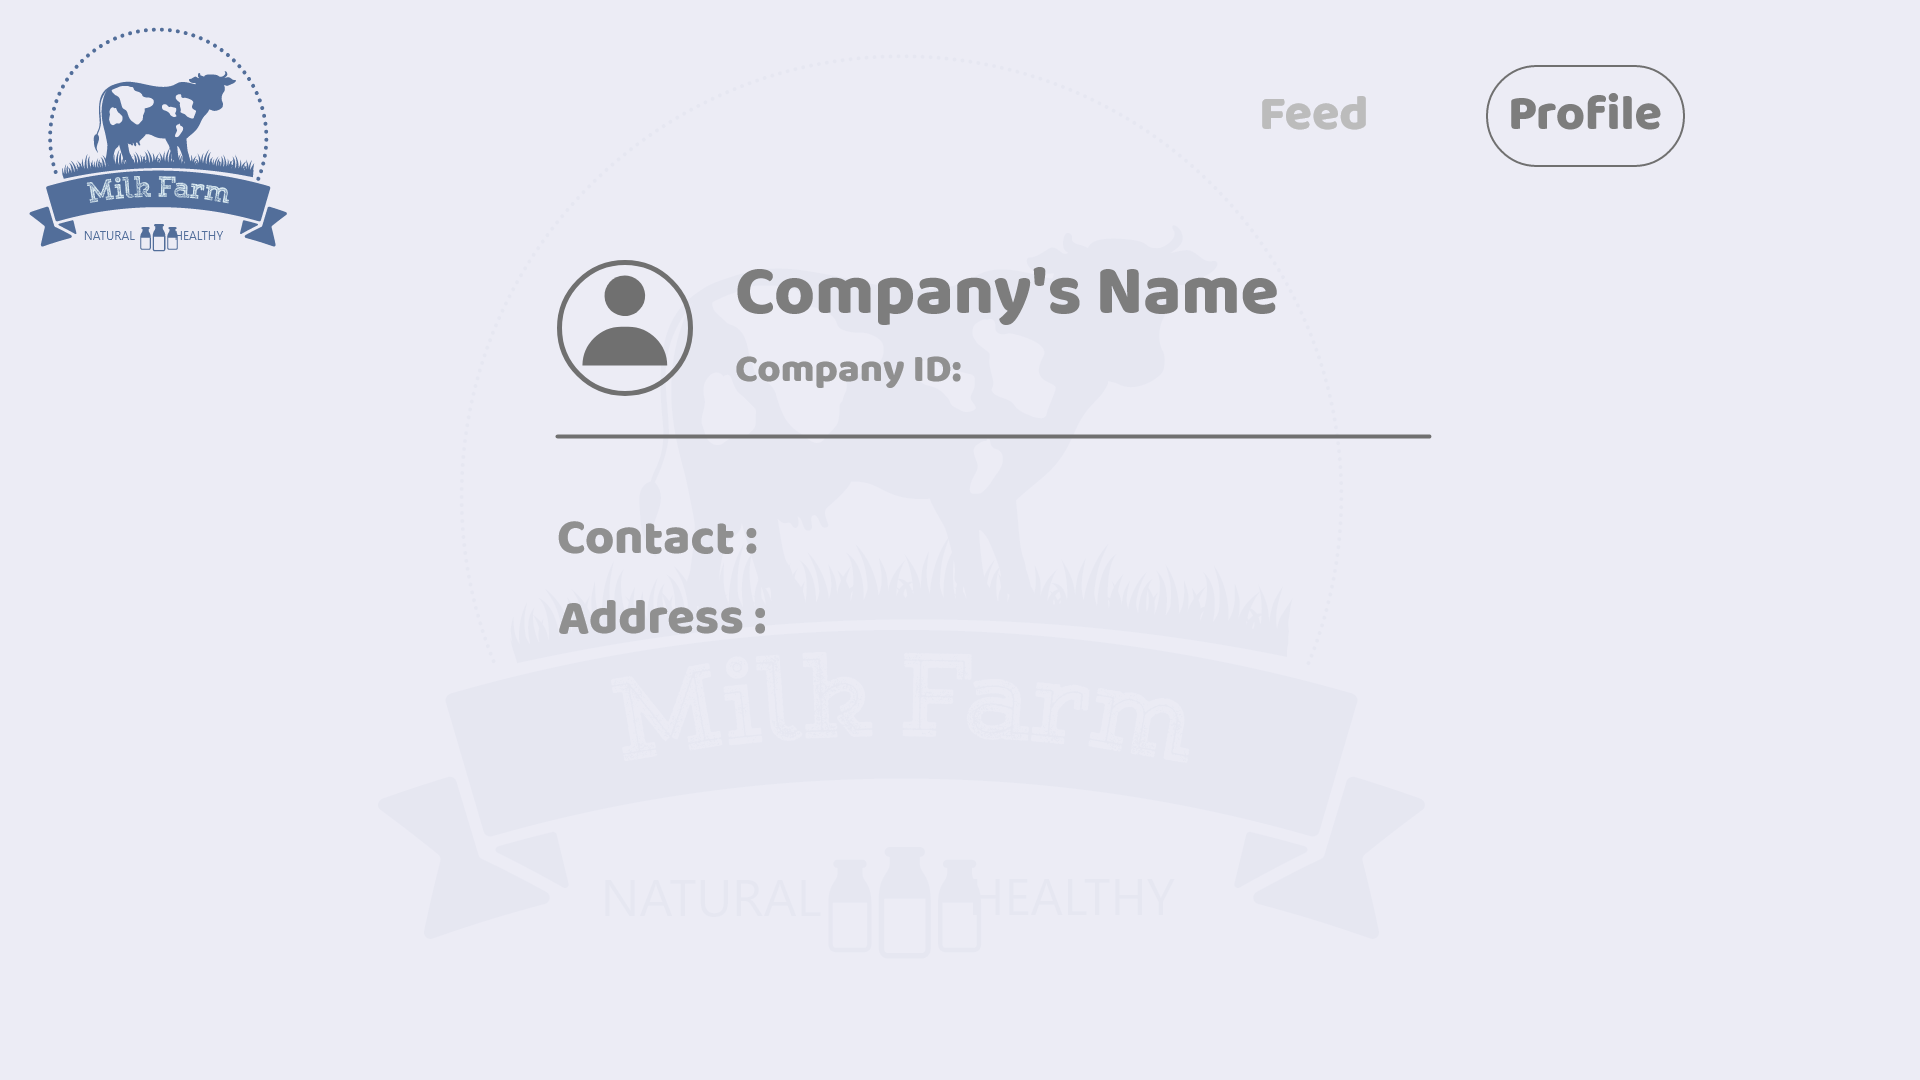 Milk Farm
NATURAL HEALTHY
Feed
Profile
Company's Name
Company ID:
Contact :
Address :
Milk Farm
NATURAL HEALTHY